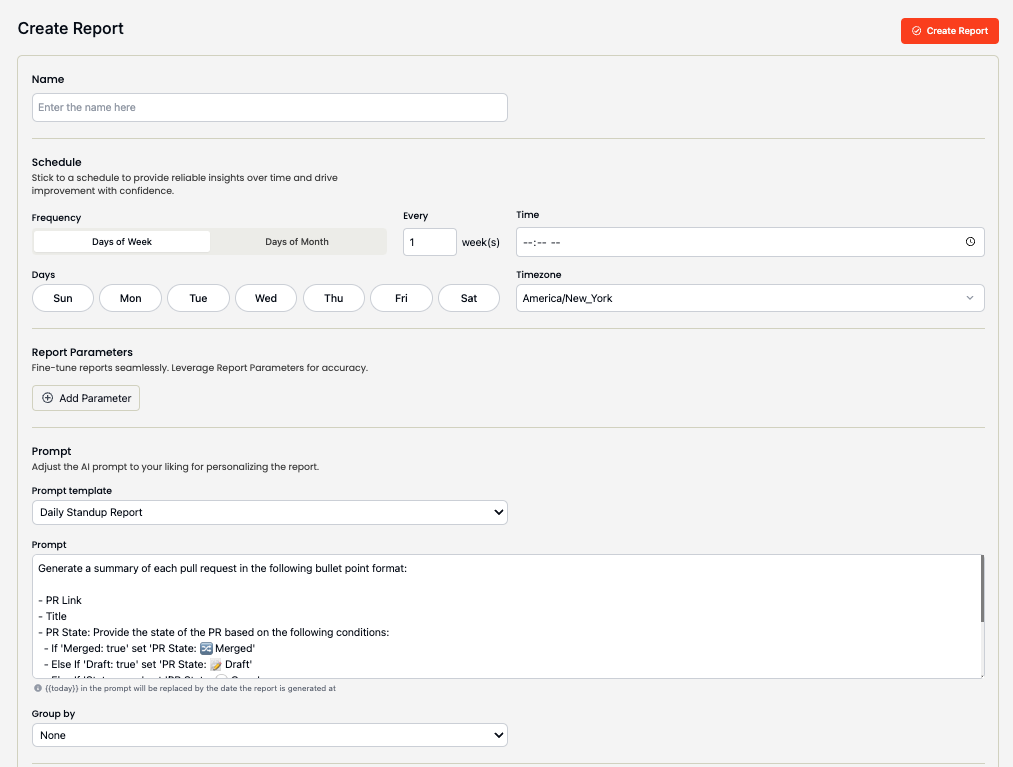 Create Report
Create Report
Name
Enter the name here
Schedule
Stick to a schedule to provide reliable insights over time and drive
improvement with confidence.
Frequency
Every
Time
Days of Week
Days of Month
1
week(s)
--:-- --
Days
Timezone
Sun
Mon
Tue
Wed
Thu
Fri
Sat
America/New_York
Report Parameters
Fine-tune reports seamlessly. Leverage Report Parameters for accuracy.
Add Parameter
Prompt
Adjust the AI prompt to your liking for personalizing the report.
Prompt template
Daily Standup Report
Prompt
Generate a summary of each pull request in the following bullet point format:
- PR Link
- Title
- PR State: Provide the state of the PR based on the following conditions:
- If 'Merged: true' set 'PR State: 🔀 Merged'
- Else If 'Draft: true' set 'PR State: 📝 Draft'
{{today}} in the prompt will be replaced by the date the report is generated at
Group by
None